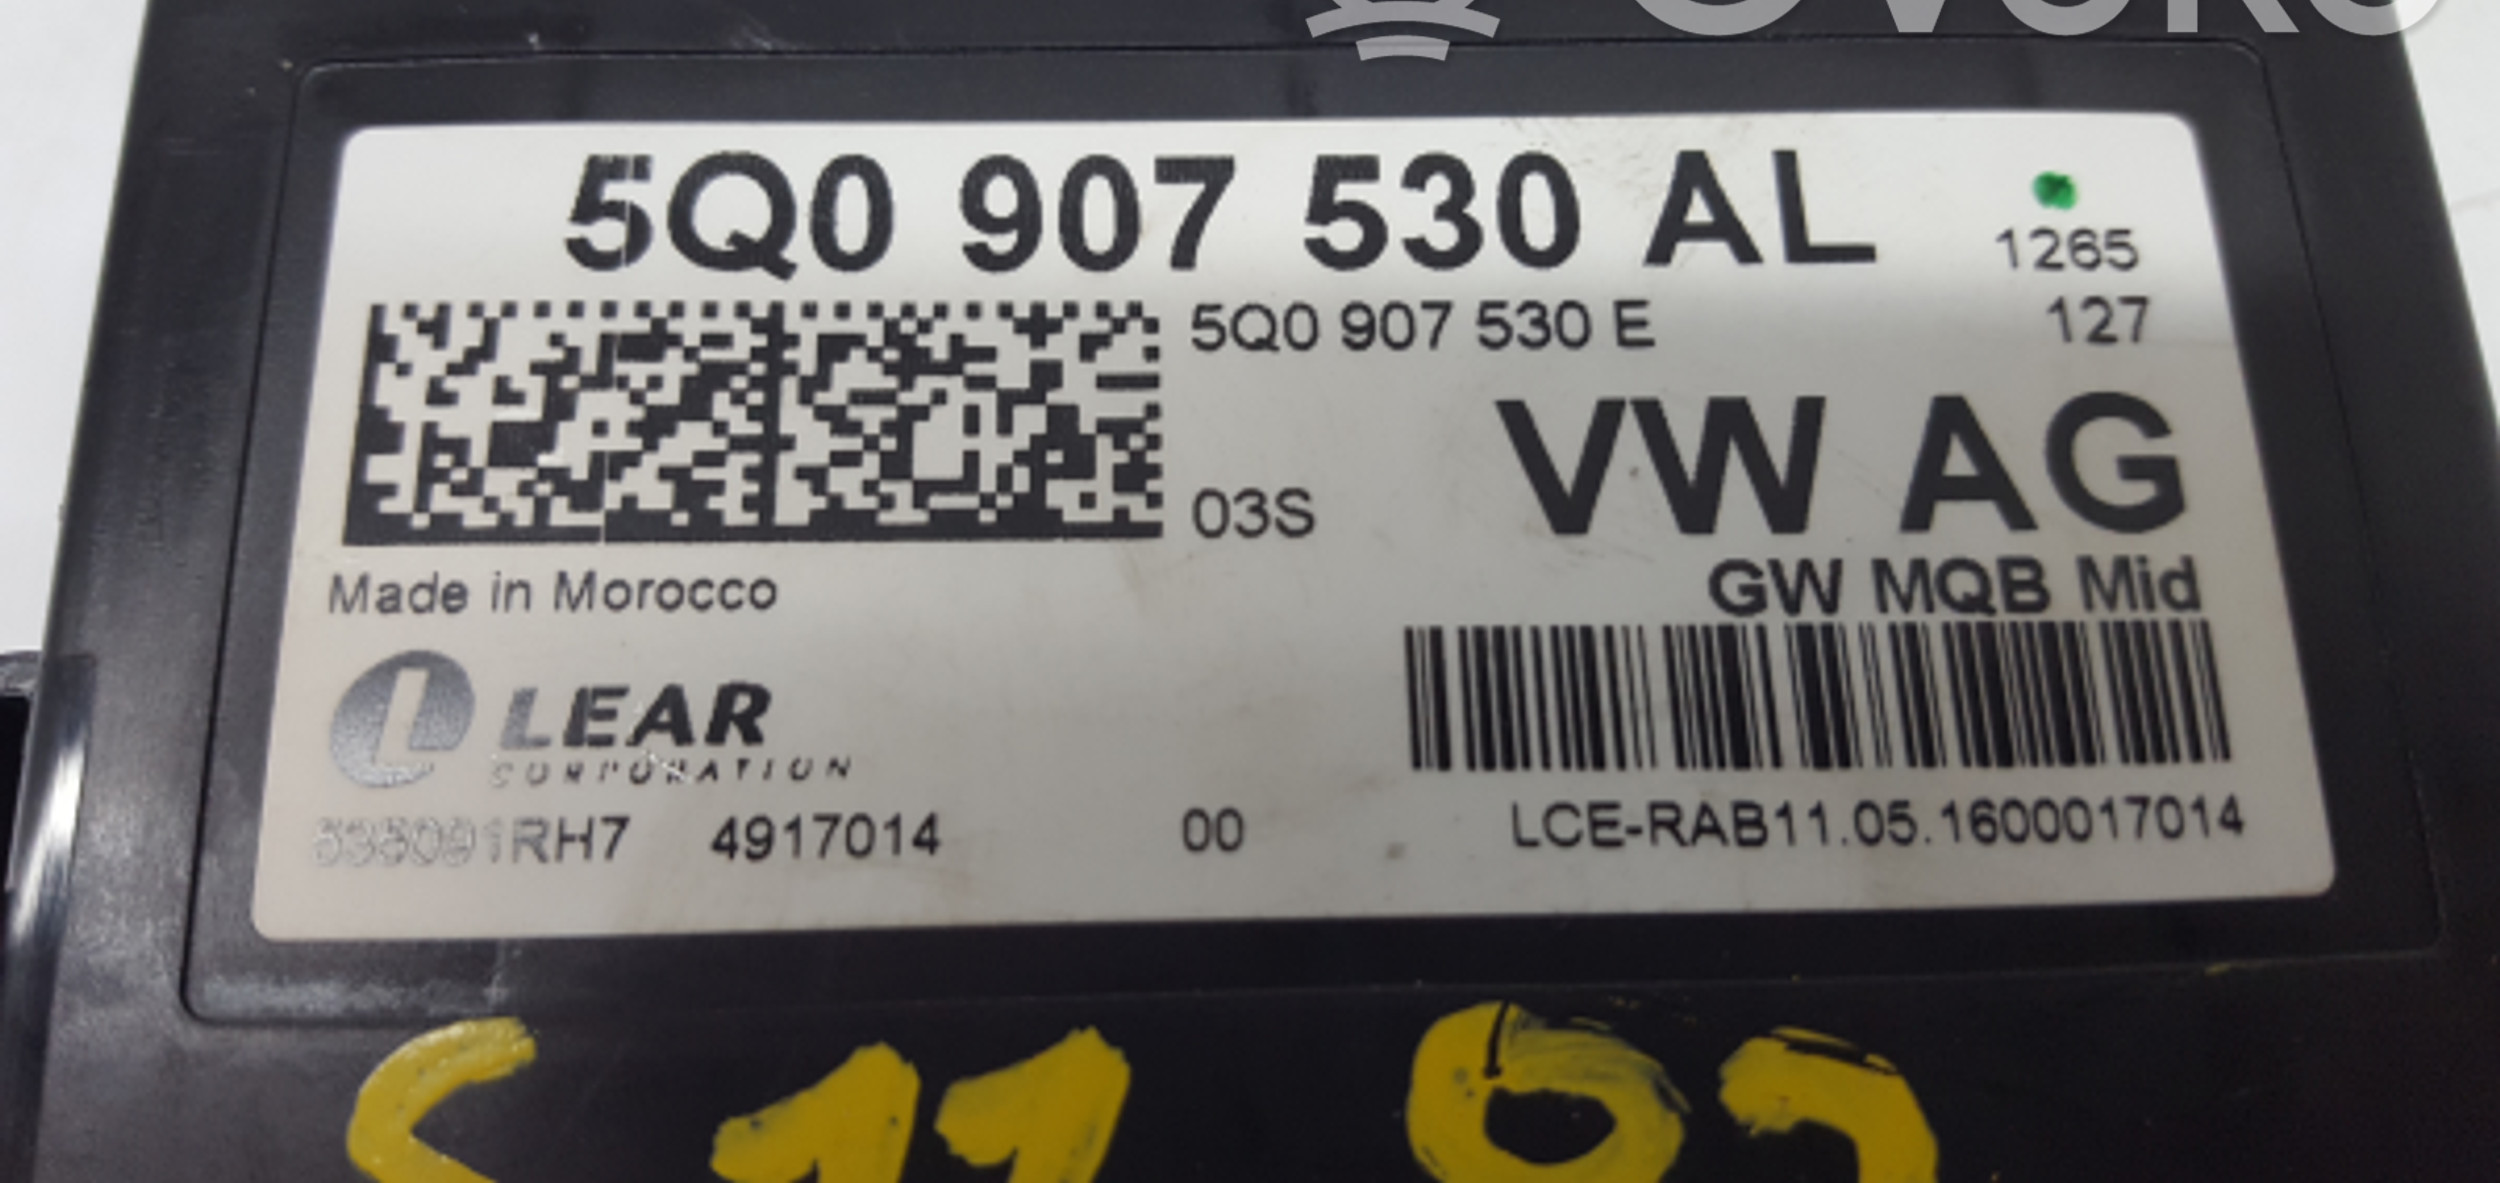 5Q0 907 530 AL
1265
5Q0 907 530 E
127
VW AG
03S
GW MQB Mid
Made in Morocco
LEAR
CORPORATION
4917014
00
LCE-RAB11.05.1600017014